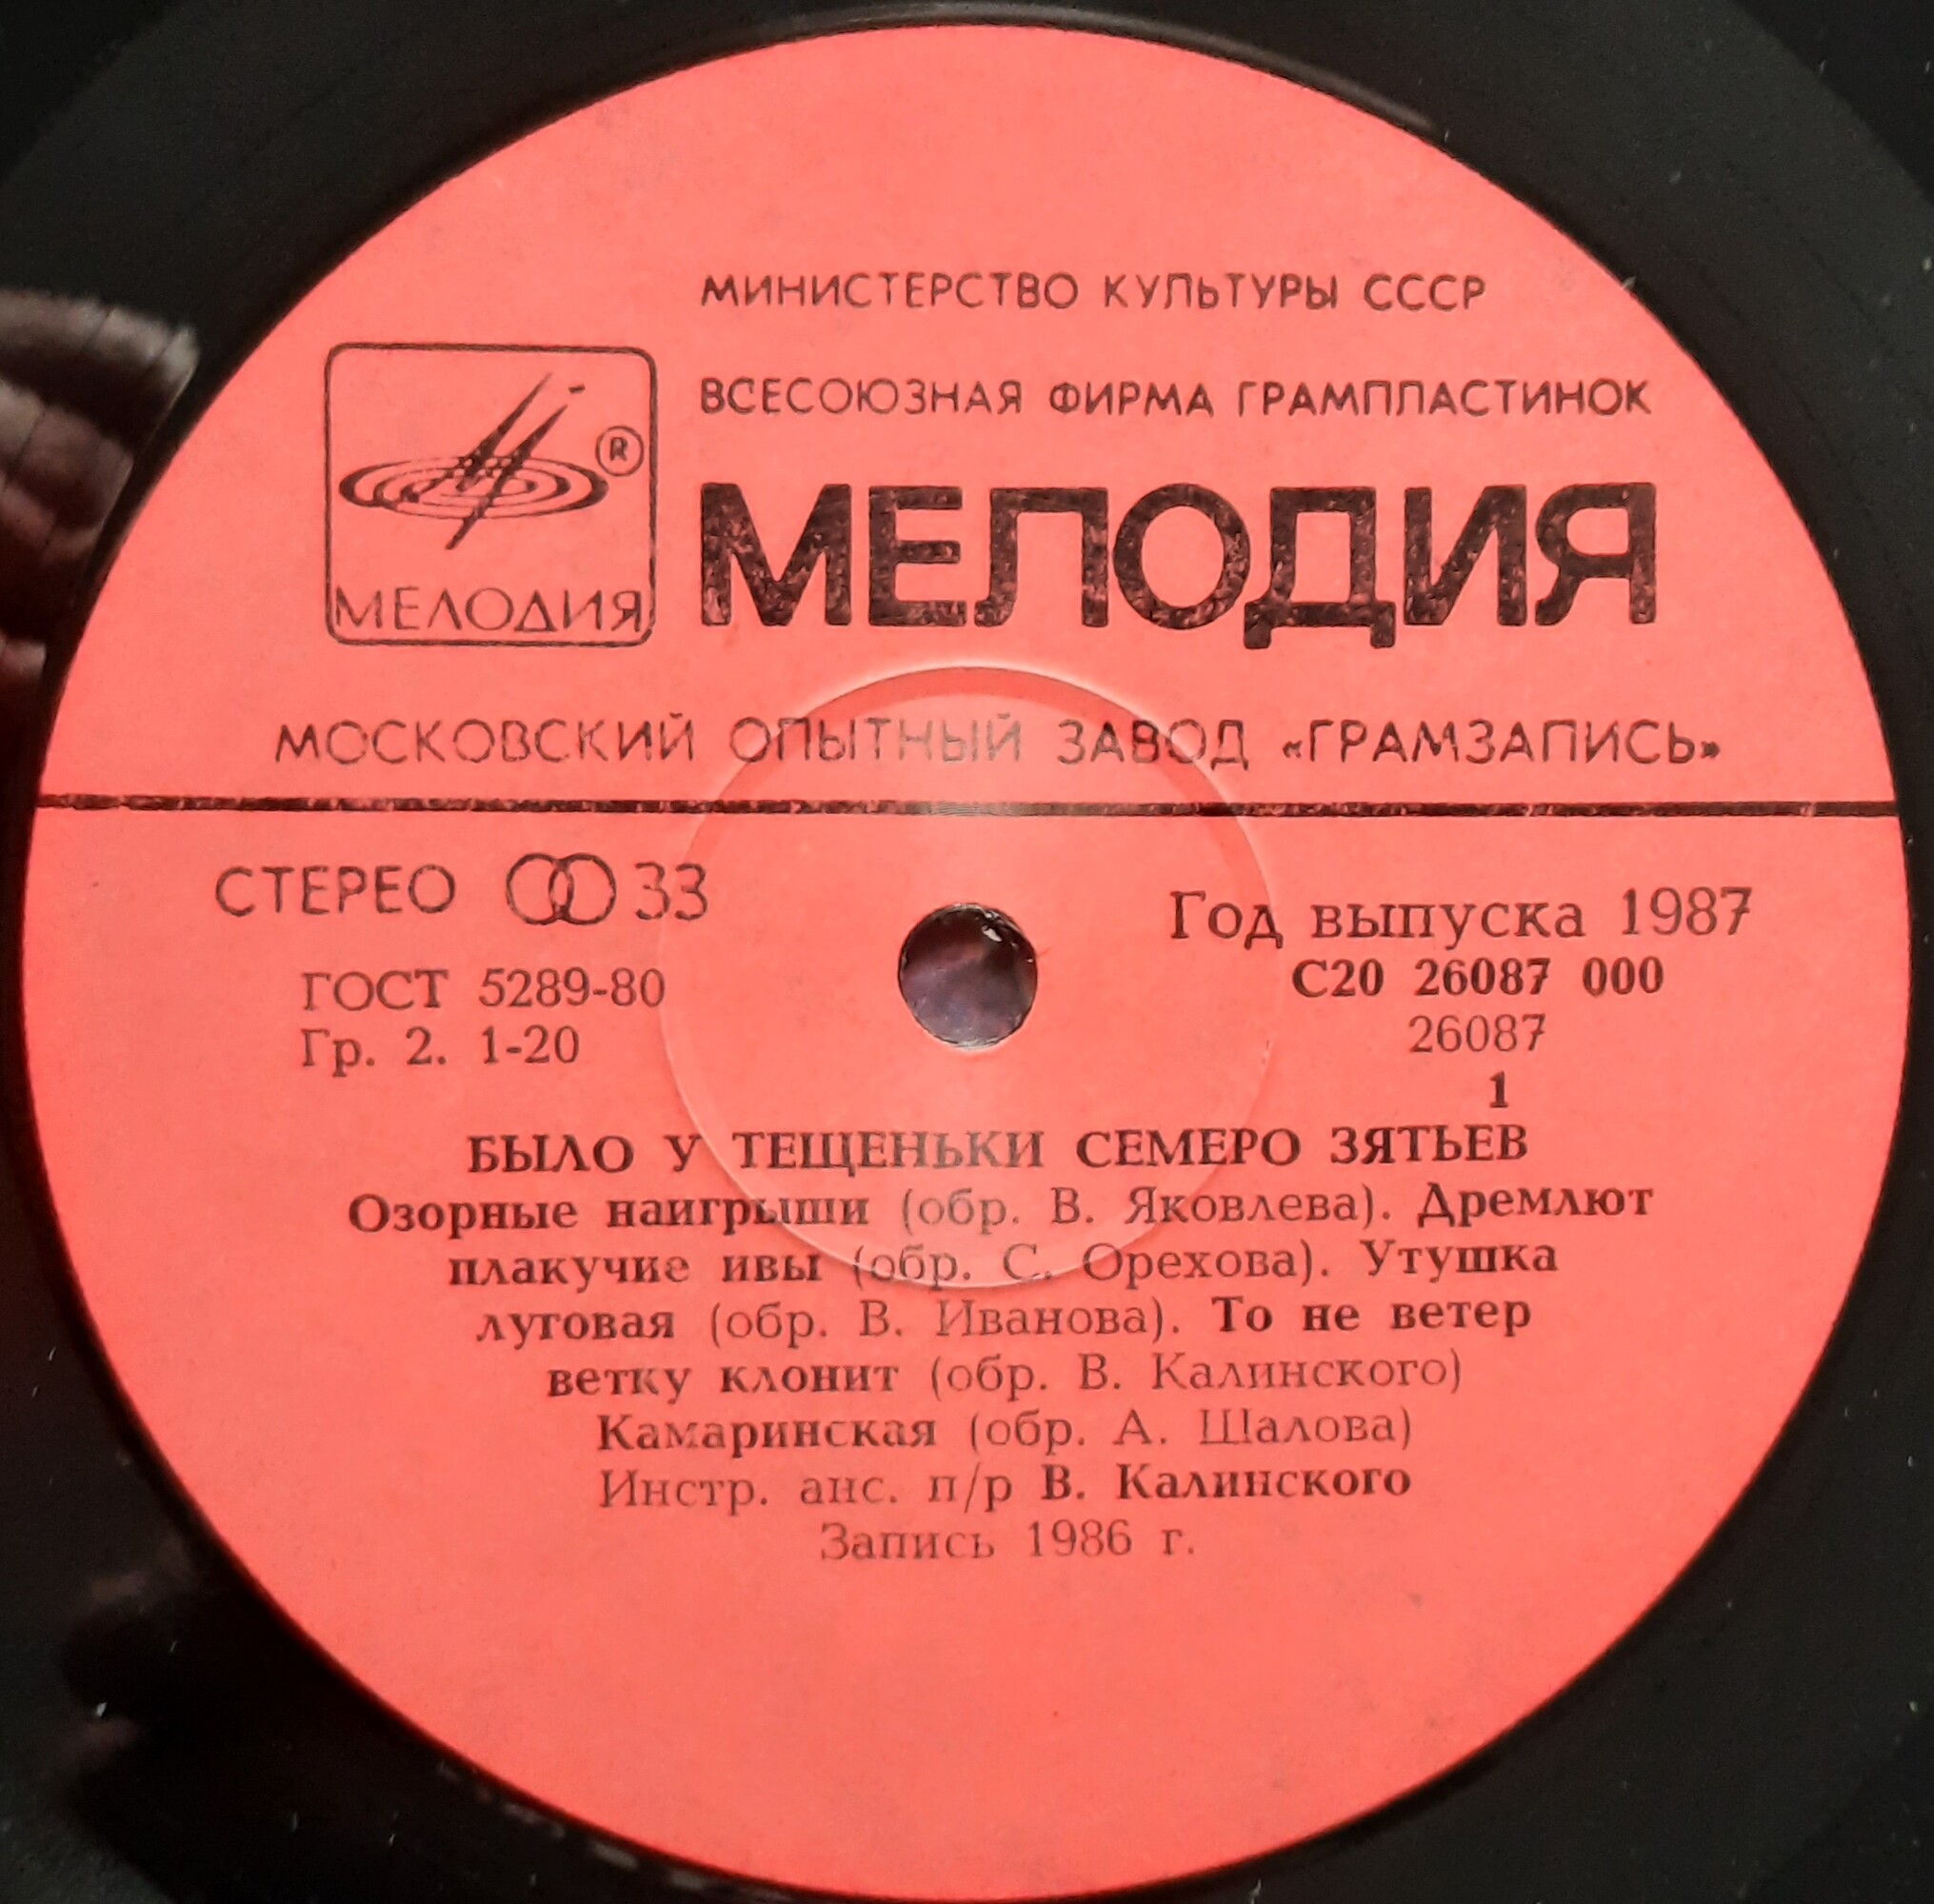 МИНИСТЕРСТВО КУЛЬТУРЫ СССР
ВСЕСОЮЗНАЯ ФИРМА ГРАМПЛАСТИНОК
®
МЕЛОДИЯ
МЕЛОДИЯ
МОСКОВСКИЙ ОПЫТНЫЙ ЗАВОД «ГРАМЗАПИСЬ»
СТЕРЕО 33
Год выпуска 1987
ГОСТ 5289-80
С20 26087 000
Гр. 2. 1-20
26087
1
БЫЛО У ТЕЩЕНЬКИ СЕМЕРО ЗЯТЬЕВ
Озорные наигрыши (обр. В. Яковлева). Дремлют
плакучие ивы (обр. С. Орехова). Утушка
луговая (обр. В. Иванова). То не ветер
ветку клонит (обр. В. Калинского)
Камаринская (обр. А. Шалова)
Инстр. анс. п/р В. Калинского
Запись 1986 г.